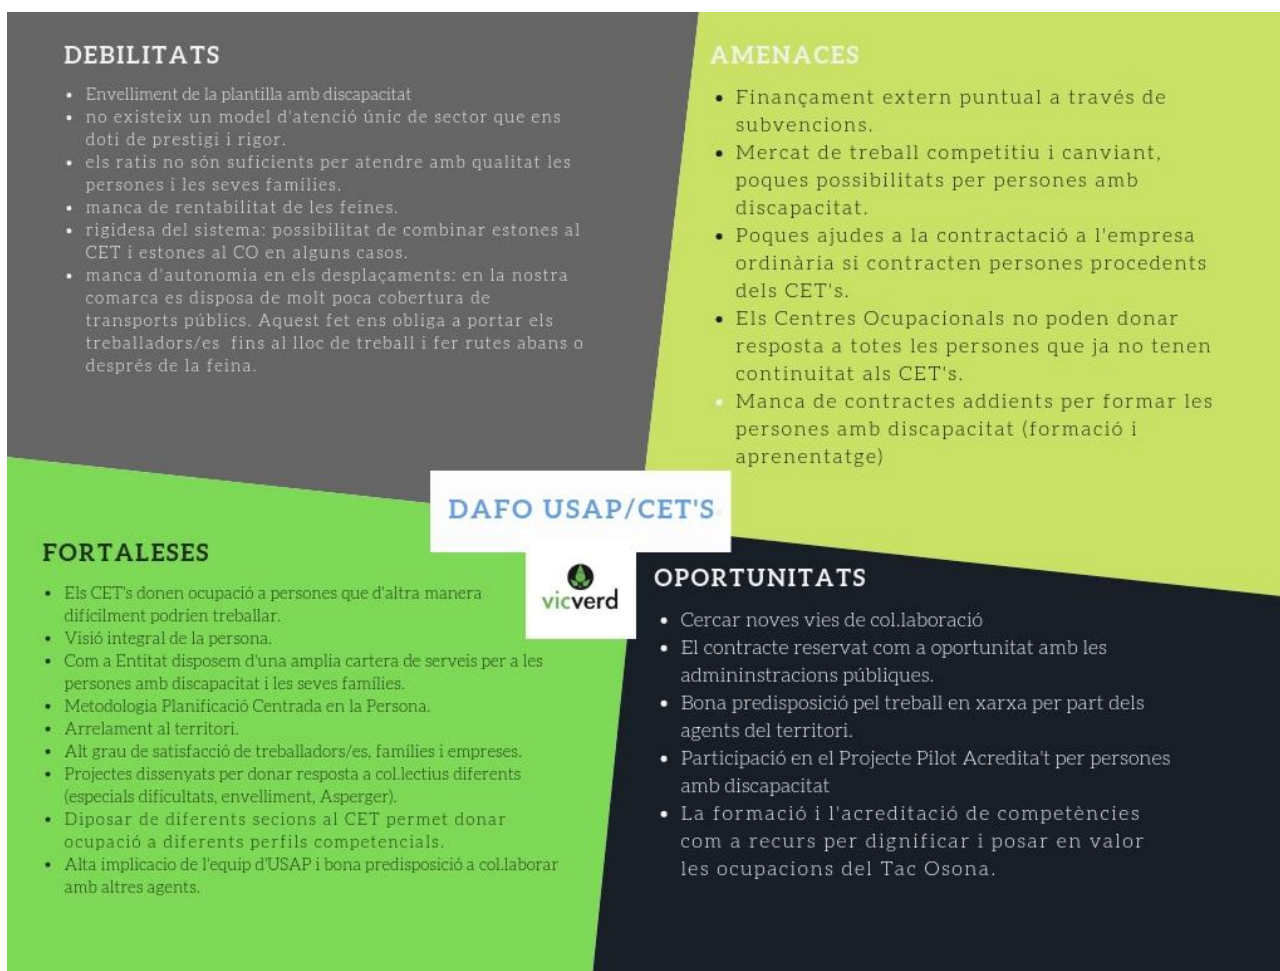 DEBILITATS
• Envelliment de la plantilla amb discapacitat
• no existeix un model d'atenció únic de sector que ens
doti de prestigi i rigor.
• els ratis no són suficients per atendre amb qualitat les
persones i les seves famílies.
• manca de rentabilitat de les feines.
• rigidesa del sistema: possibilitat de combinar estones al
CET i estones al CO en alguns casos.
• manca d'autonomia en els desplaçaments: en la nostra
comarca es disposa de molt poca cobertura de
transports públics. Aquest fet ens obliga a portar els
treballadors/es fins al lloc de treball i fer rutes abans o
després de la feina.
AMENACES
• Finançament extern puntual a través de
subvencions.
• Mercat de treball competitiu i canviant,
poques possibilitats per persones amb
discapacitat.
• Poques ajudes a la contractació a l'empresa
ordinària si contracten persones procedents
dels CET's.
• Els Centres Ocupacionals no poden donar
resposta a totes les persones que ja no tenen
continuitat als CET's.
• Manca de contractes addients per formar les
persones amb discapacitat (formació i
aprenentatge)
DAFO USAP/CET'S
vicverd
FORTALESES
• Els CET's donen ocupació a persones que d'altra manera
difícilment podrien treballar.
• Visió integral de la persona.
• Com a Entitat disposem d'una amplia cartera de serveis per a les
persones amb discapacitat i les seves famílies.
• Metodologia Planificació Centrada en la Persona.
• Arrelament al territori.
• Alt grau de satisfacció de treballadors/es, famílies i empreses.
• Projectes dissenyats per donar resposta a col.lectius diferents
(especials dificultats, envelliment, Asperger).
• Diposar de diferents secions al CET permet donar
ocupació a diferents perfils competencials.
• Alta implicacio de l'equip d'USAP i bona predisposició a col.laborar
amb altres agents.
OPORTUNITATS
• Cercar noves vies de col.laboració
• El contracte reservat com a oportunitat amb les
admininstracions públiques.
• Bona predisposició pel treball en xarxa per part dels
agents del territori.
• Participació en el Projecte Pilot Acredita't per persones
amb discapacitat
• La formació i l'acreditació de competències
com a recurs per dignificar i posar en valor
les ocupacions del Tac Osona.